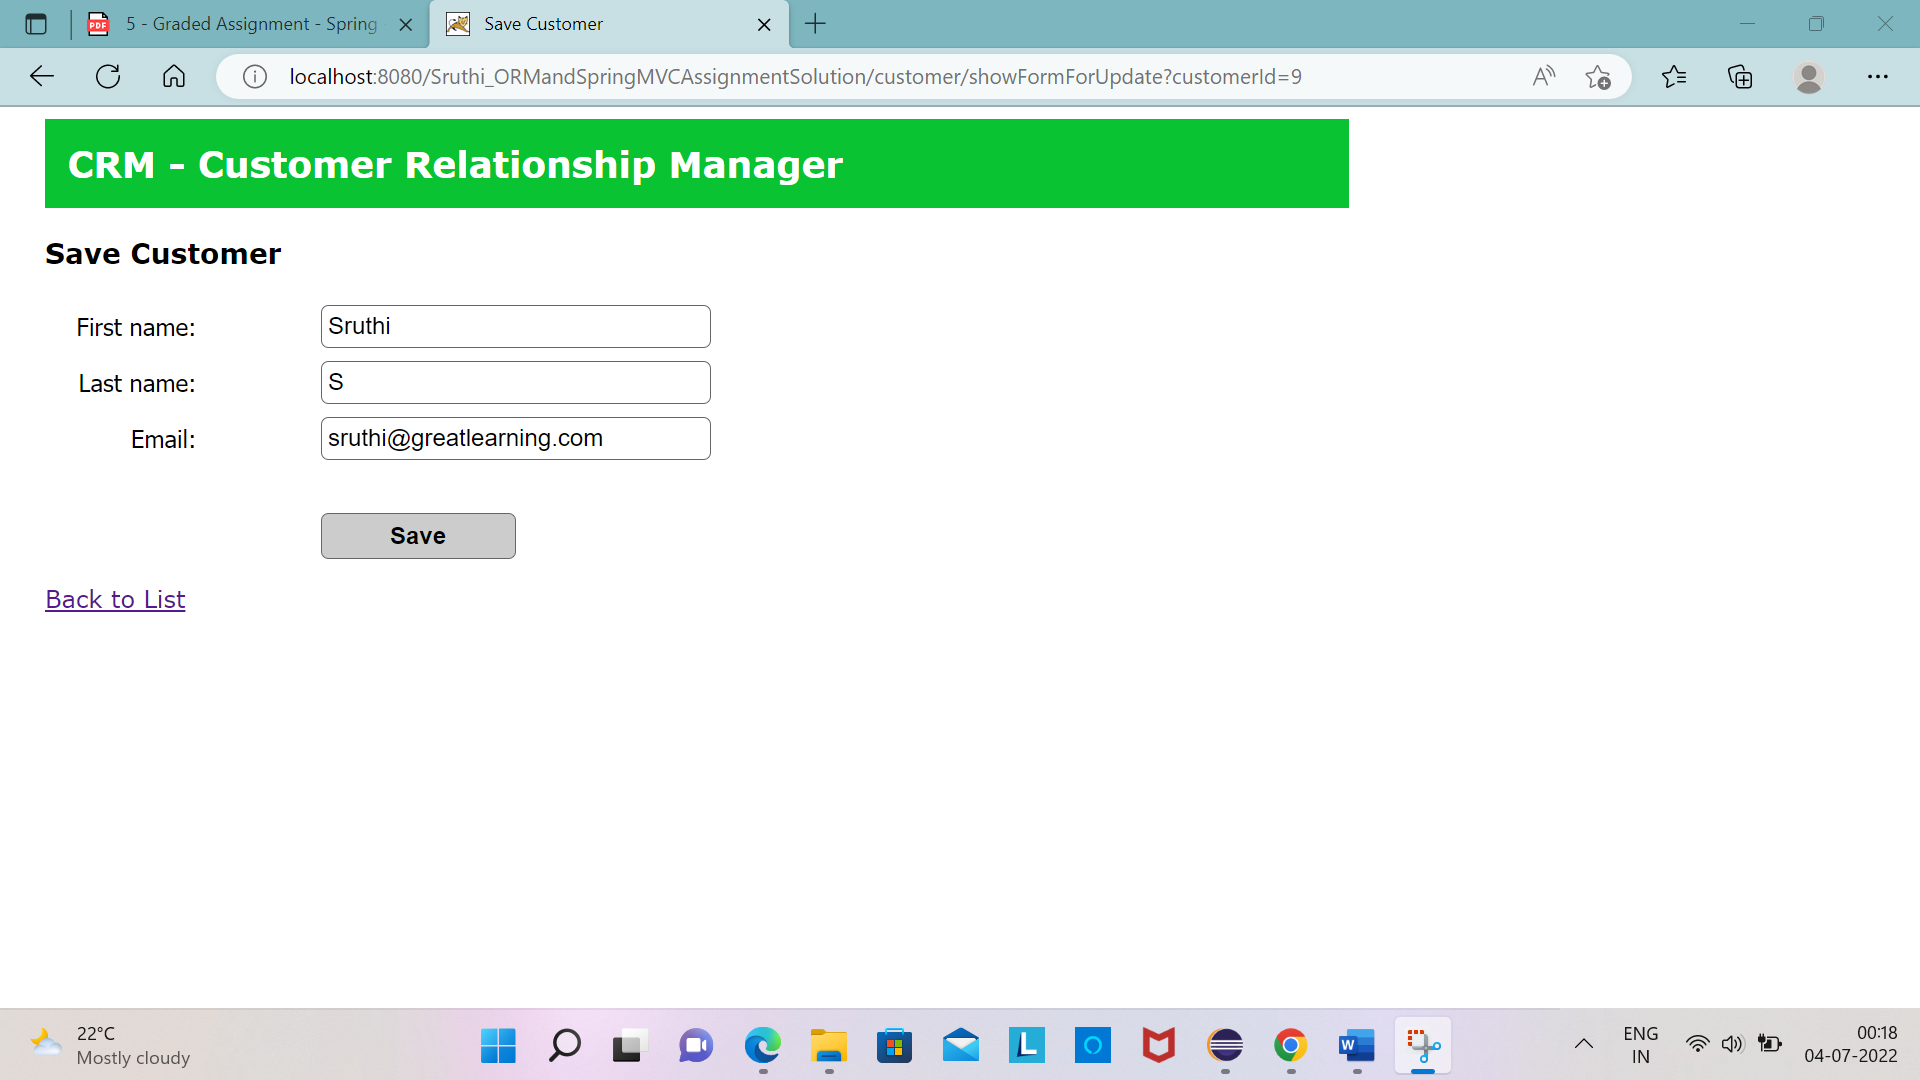 5 - Graded Assignment - Spring
Save Customer
localhost:8080/Sruthi_ORMandSpringMVCAssignmentSolution/customer/showFormForUpdate?customerId=9
CRM - Customer Relationship Manager
Save Customer
First name:
Sruthi
Last name:
S
Email:
sruthi@greatlearning.com
Save
Back to List
22°C
Mostly cloudy
ENG
IN
00:18
04-07-2022